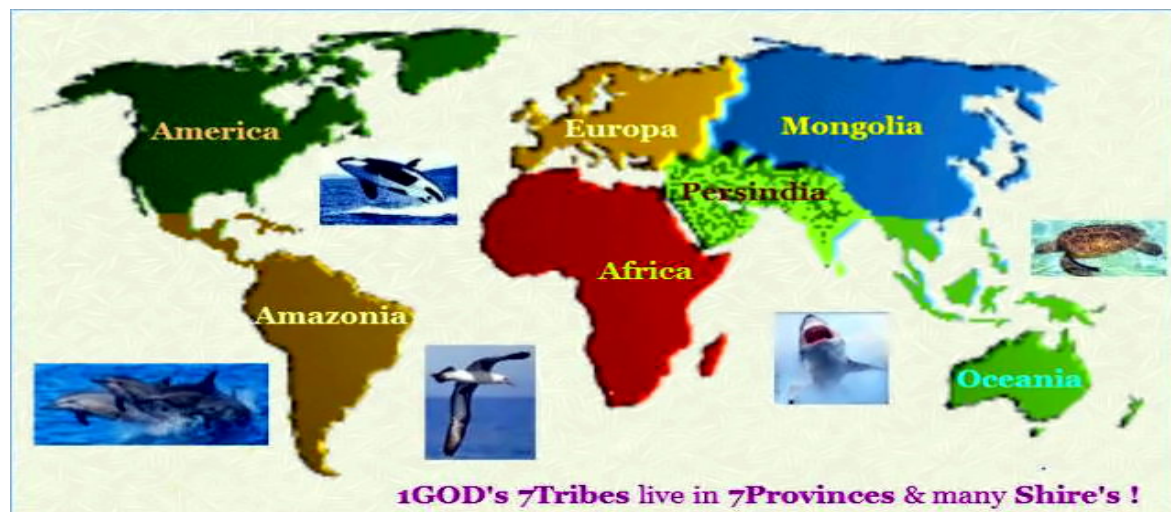 America
Europa
Mongolia
Persindia
Africa
Amazonia
Oceania
1GOD's 7Tribes live in 7Provinces & many Shire's !